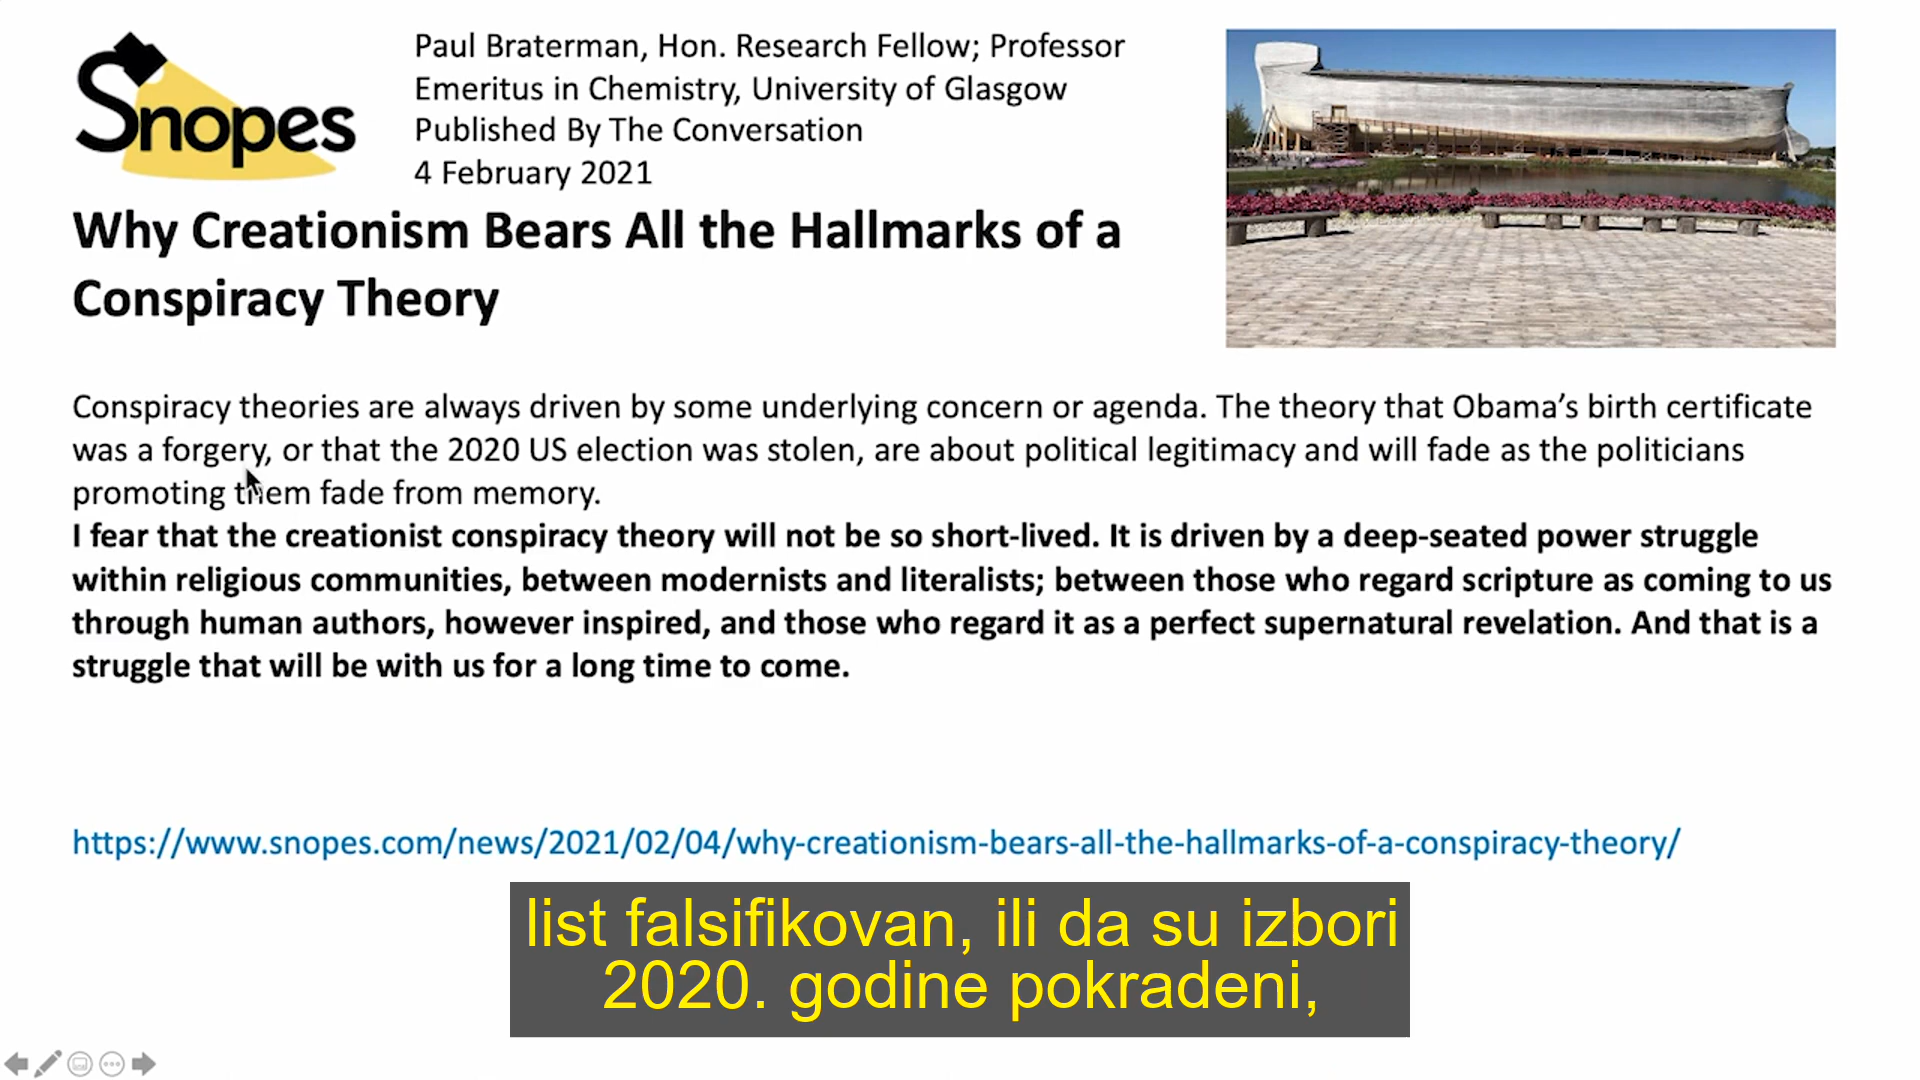 Snopes
Paul Braterman, Hon. Research Fellow; Professor
Emeritus in Chemistry, University of Glasgow
Published By The Conversation
4 February 2021
Why Creationism Bears All the Hallmarks of a
Conspiracy Theory
Conspiracy theories are always driven by some underlying concern or agenda. The theory that Obama’s birth certificate
was a forgery, or that the 2020 US election was stolen, are about political legitimacy and will fade as the politicians
promoting them fade from memory.
I fear that the creationist conspiracy theory will not be so short-lived. It is driven by a deep-seated power struggle
within religious communities, between modernists and literalists; between those who regard scripture as coming to us
through human authors, however inspired, and those who regard it as a perfect supernatural revelation. And that is a
struggle that will be with us for a long time to come.
https://www.snopes.com/news/2021/02/04/why-creationism-bears-all-the-hallmarks-of-a-conspiracy-theory/
list falsifikovan, ili da su izbori
2020. godine pokradeni,